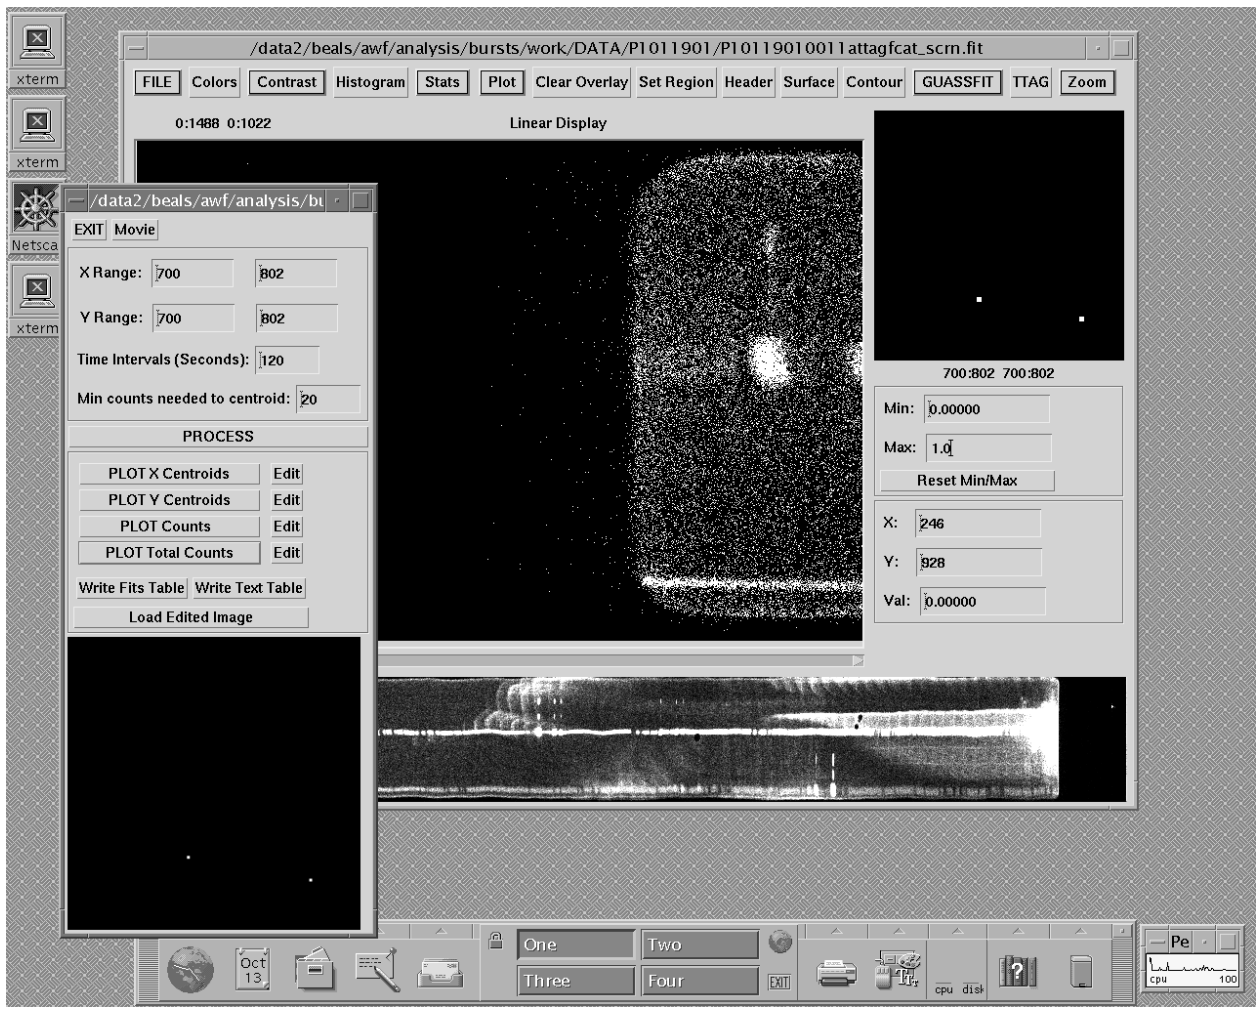 xterm
xterm
Netsca
xterm
/data2/beals/awf/analysis/bursts/work/DATA/P1011901/P10119010011attagfcat_scrn.fit
FILE Colors Contrast Histogram Stats Plot Clear Overlay Set Region Header Surface Contour GUASSFIT TTAG Zoom
0:1488 0:1022 Linear Display
700:802 700:802
Min: 0.00000
Max: 1.0
Reset Min/Max
X: 246
Y: 928
Val: 0.00000
/data2/beals/awf/analysis/bu
EXIT Movie
X Range: 700 802
Y Range: 700 802
Time Intervals (Seconds): 120
Min counts needed to centroid: 20
PROCESS
PLOT X Centroids Edit
PLOT Y Centroids Edit
PLOT Counts Edit
PLOT Total Counts Edit
Write Fits Table Write Text Table
Load Edited Image
Oct
13
One Two
Three Four
EXIT
cpu disk
Pe
cpu 100